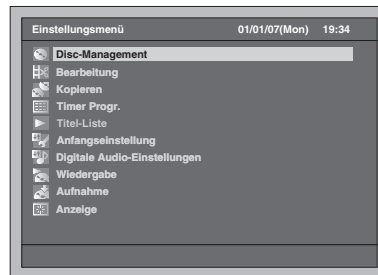 Einstellungsmenü 01/01/07(Mon) 19:34
Disc-Management
Bearbeitung
Kopieren
Timer Progr.
Titel-Liste
Anfangseinstellung
Digitale Audio-Einstellungen
Wiedergabe
Aufnahme
Anzeige